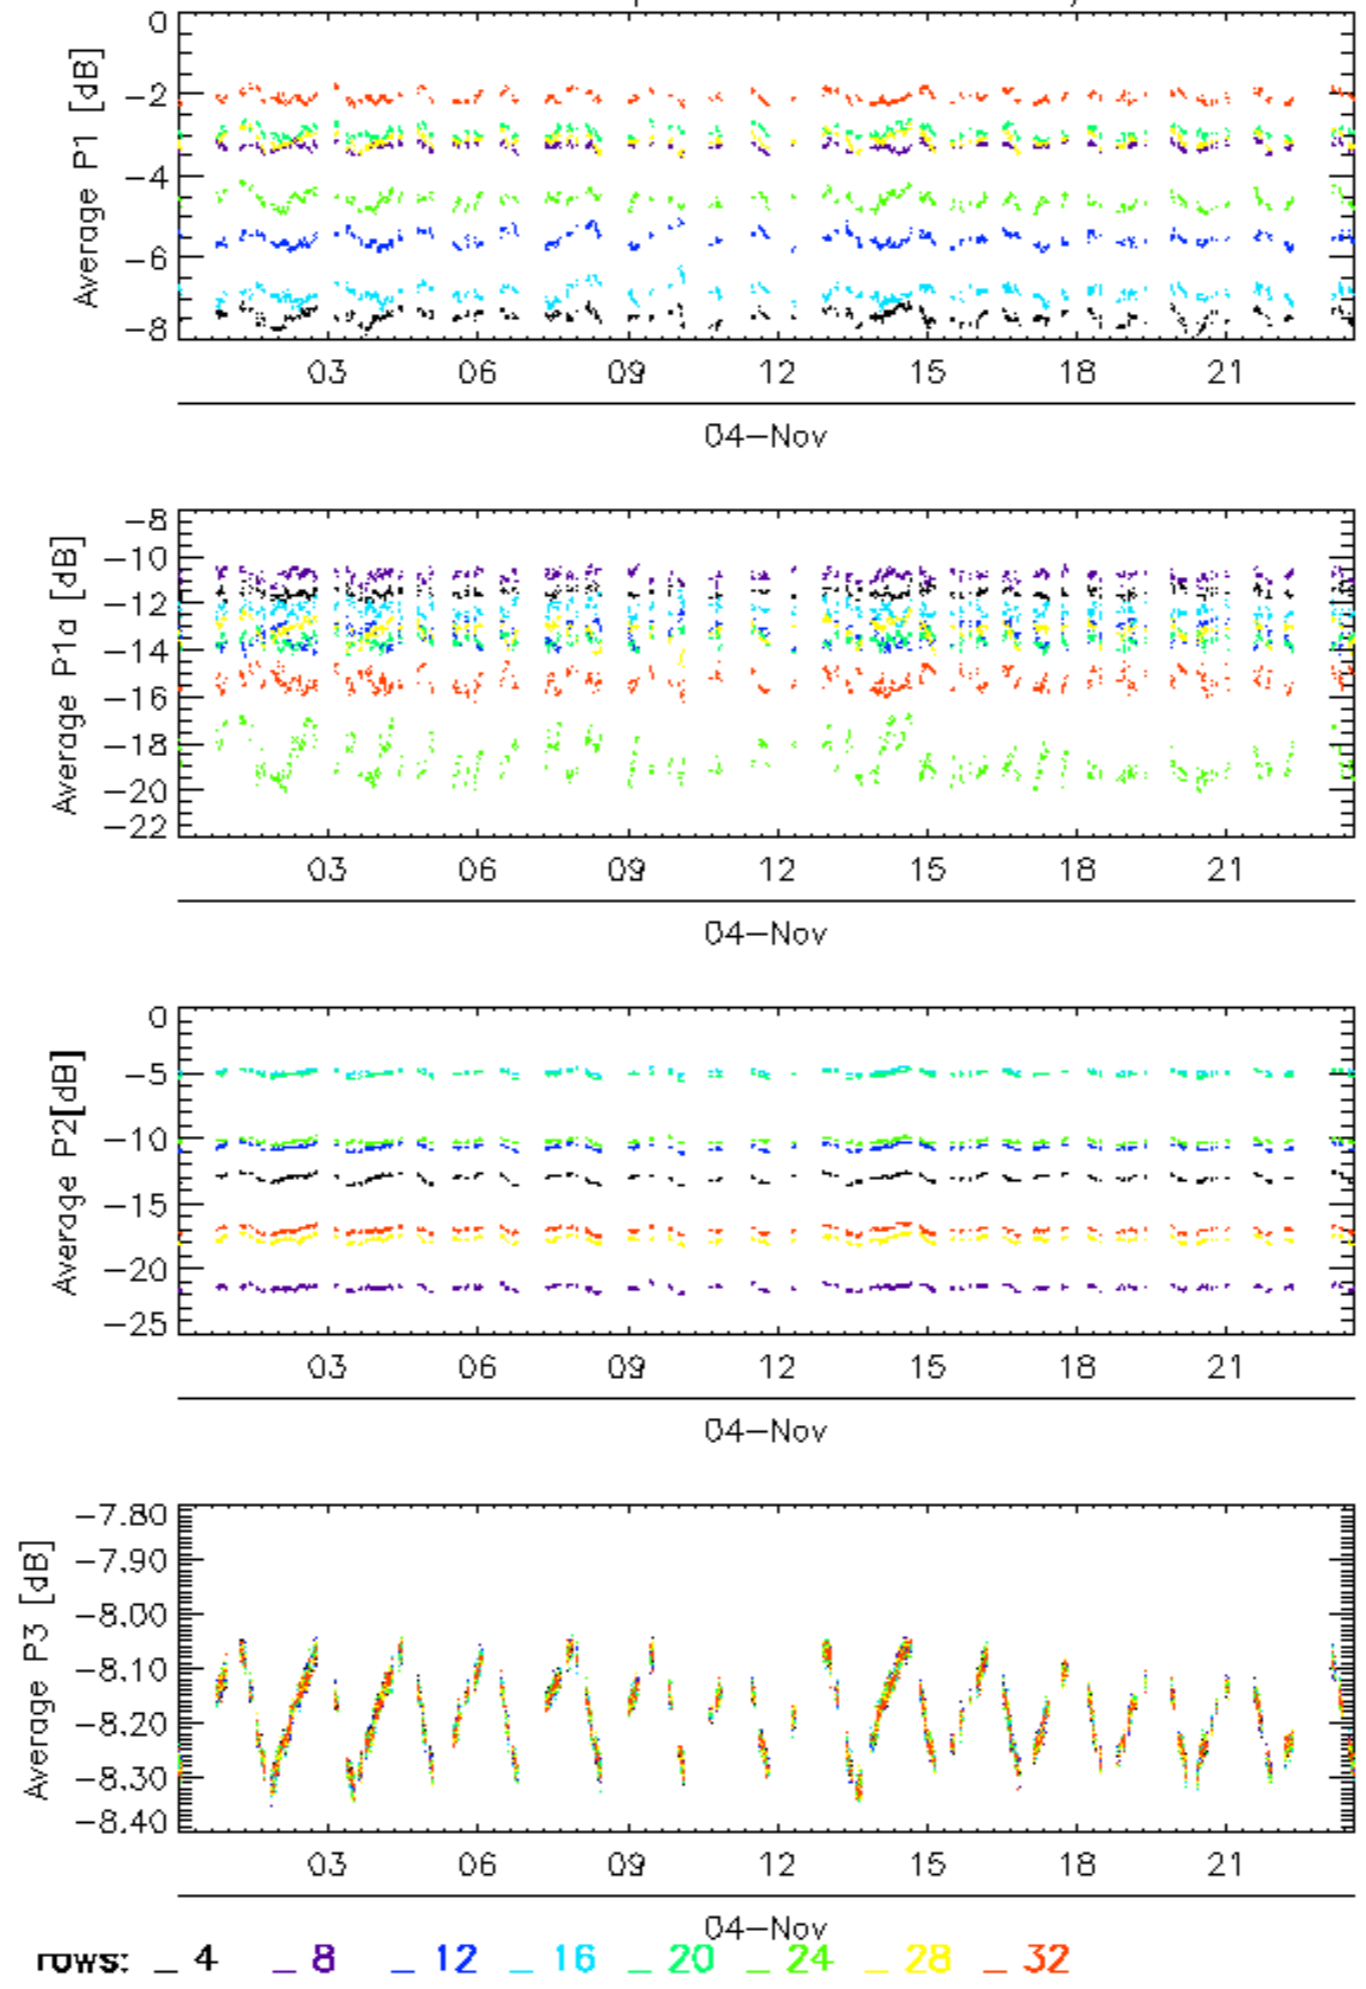 0
−2
−4
−6
−8
Average P1 [dB]
03 06 09 12 15 18 21
04−Nov
−8
−10
−12
−14
−16
−18
−20
−22
Average P1a [dB]
03 06 09 12 15 18 21
04−Nov
0
−5
−10
−15
−20
−25
Average P2[dB]
03 06 09 12 15 18 21
04−Nov
−7.80
−7.90
−8.00
−8.10
−8.20
−8.30
−8.40
Average P3 [dB]
03 06 09 12 15 18 21
04−Nov
rows: _ 4 _ 8 _ 12 _ 16 _ 20 _ 24 _ 28 _ 32